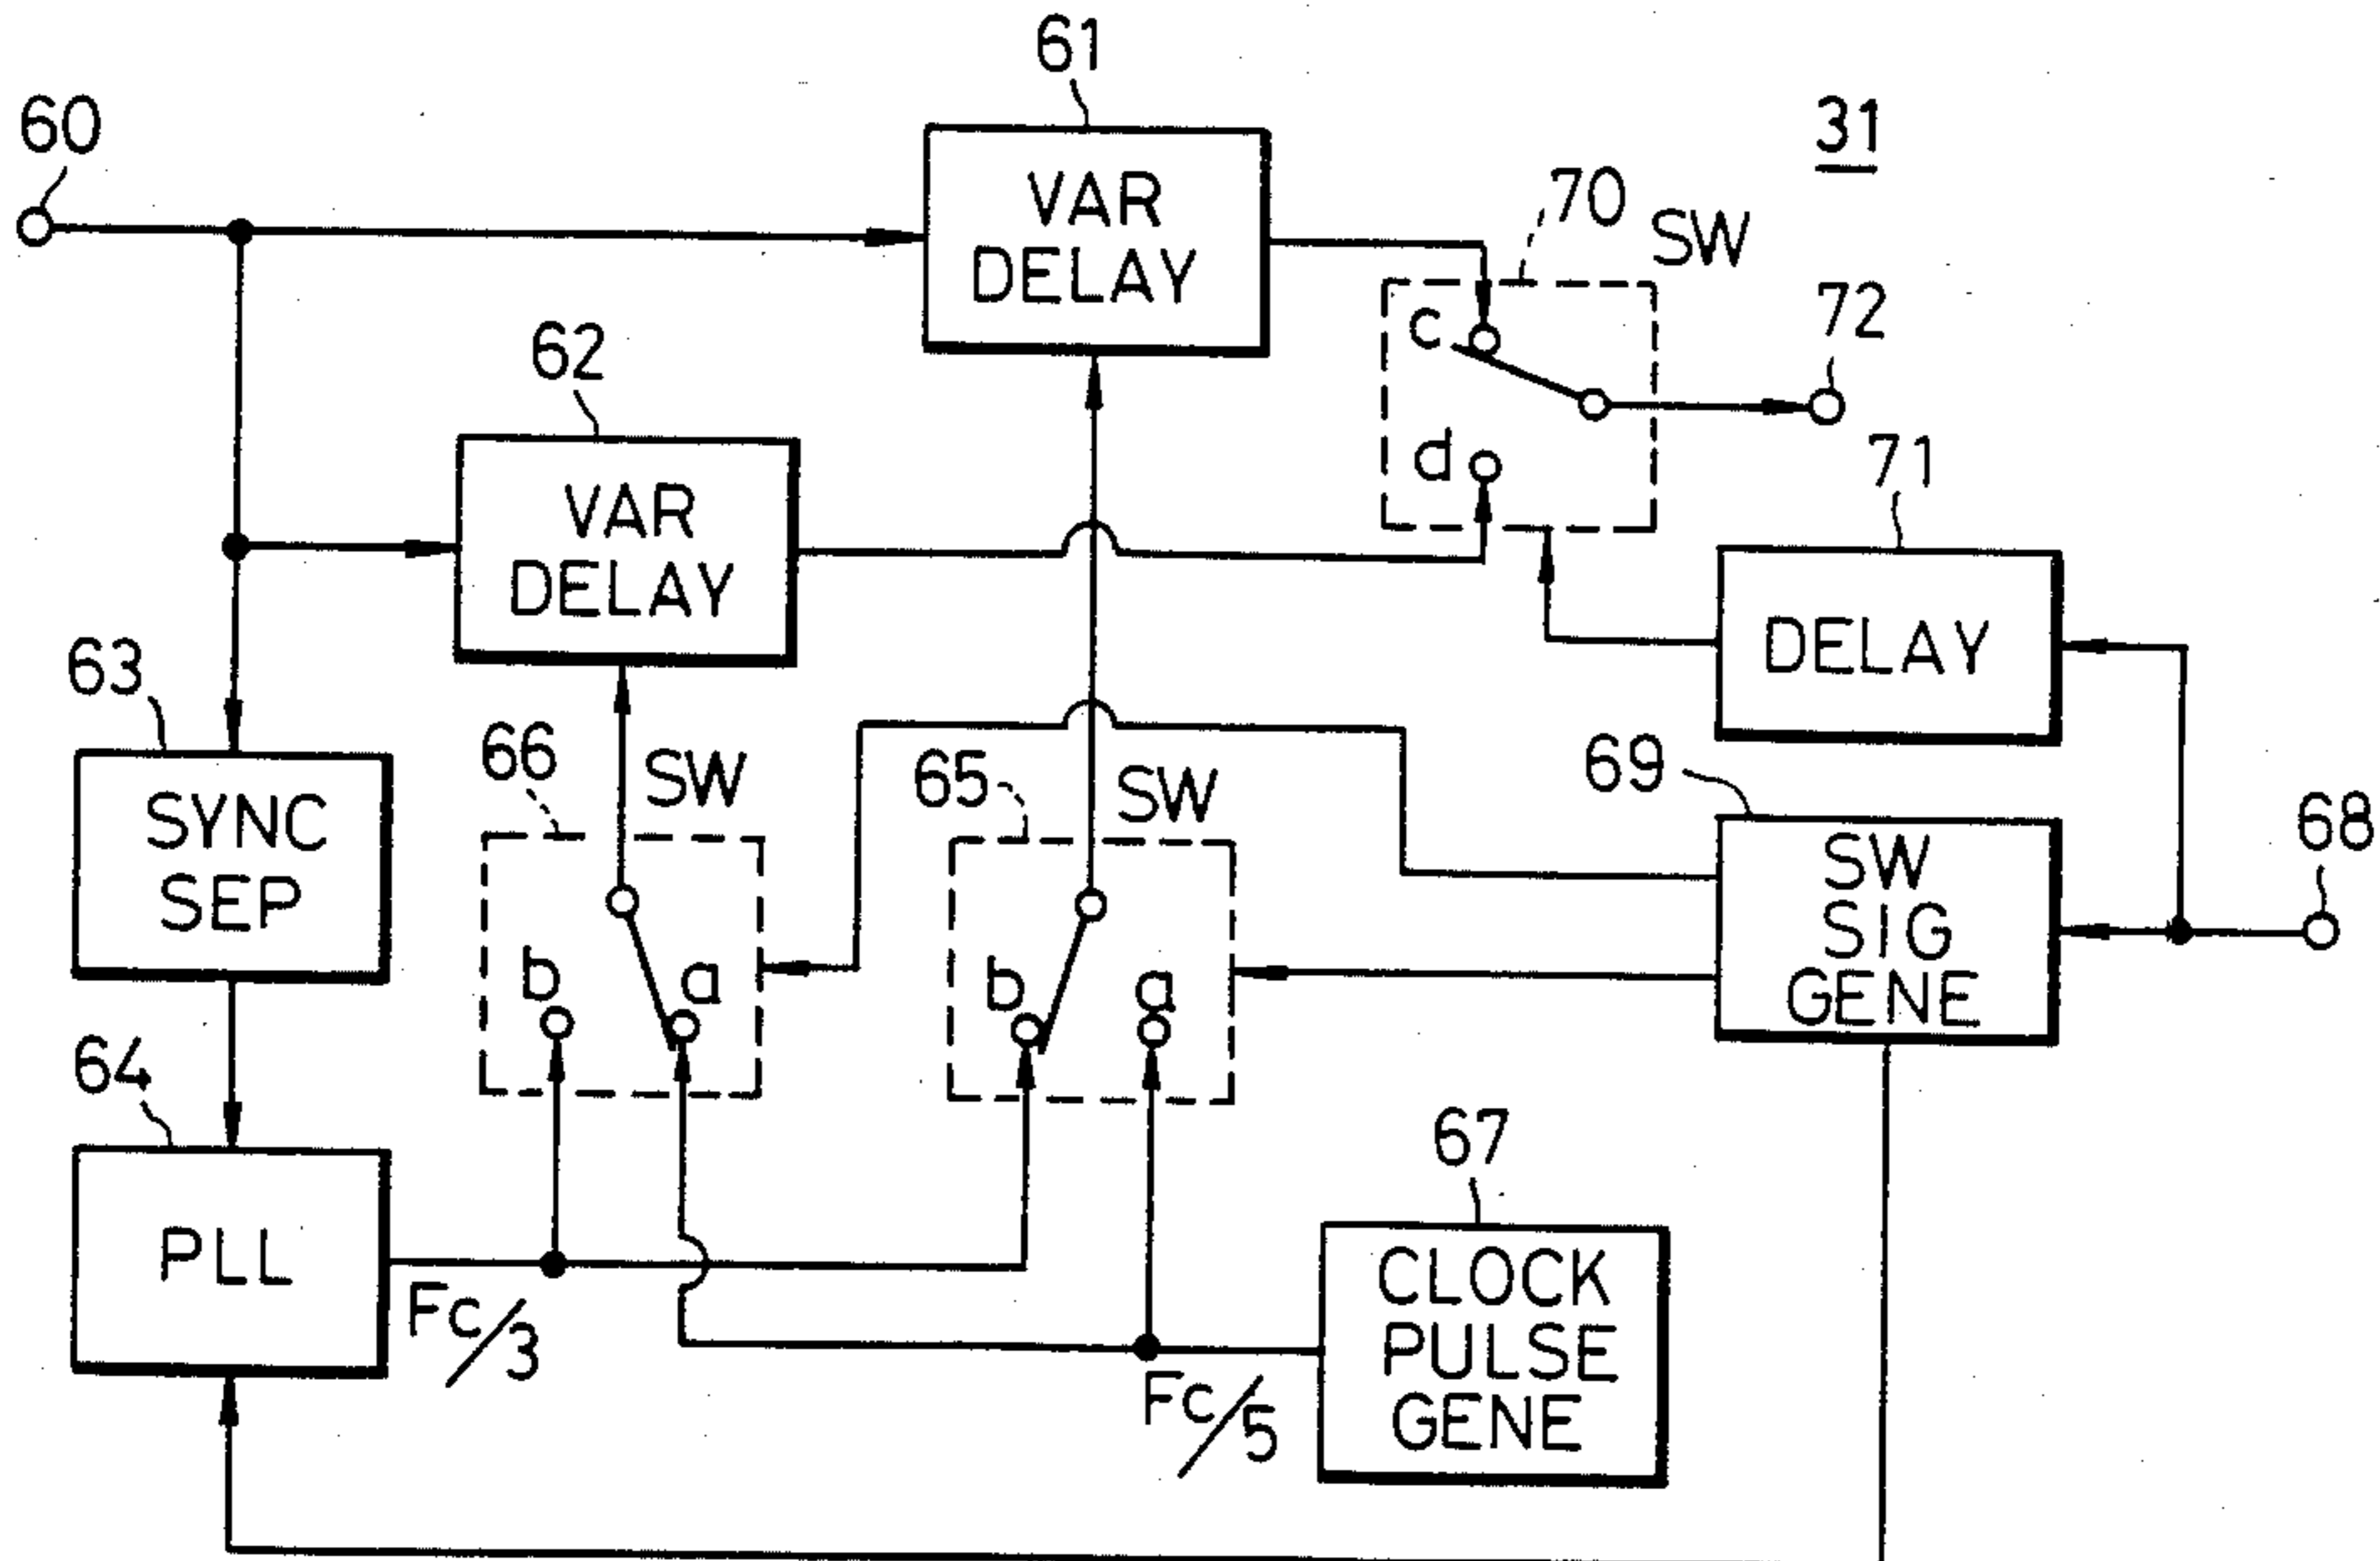 61
60
31
VAR
DELAY
70
SW
c
72
62
d
VAR
DELAY
71
DELAY
63
66
SW
65
SW
69
68
SYNC
SEP
SW
SIG
GENE
b
a
b
a
64
67
PLL
Fc/3
CLOCK
PULSE
GENE
Fc/5